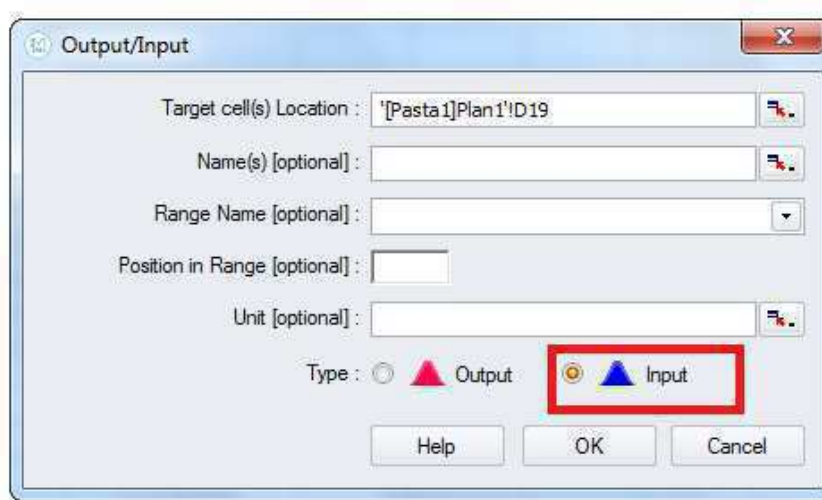 Output/Input
Target cell(s) Location : '[Pasta1]Plan1'!D19
Name(s) [optional] :
Range Name [optional] :
Position in Range [optional] :
Unit [optional] :
Type : Output Input
Help OK Cancel